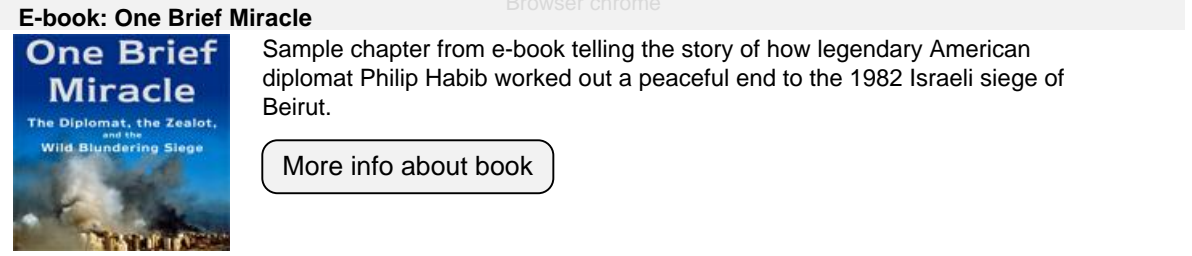 Browser chrome
E-book: One Brief Miracle
One Brief
Miracle
The Diplomat, the Zealot,
and the
Wild Blundering Siege
Sample chapter from e-book telling the story of how legendary American
diplomat Philip Habib worked out a peaceful end to the 1982 Israeli siege of
Beirut.
More info about book